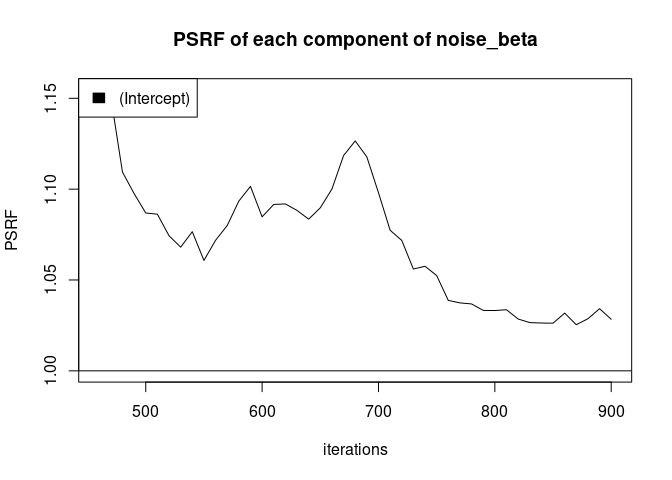 PSRF of each component of noise_beta
(Intercept)
PSRF
1.15
1.10
1.05
1.00
500 600 700 800 900
iterations